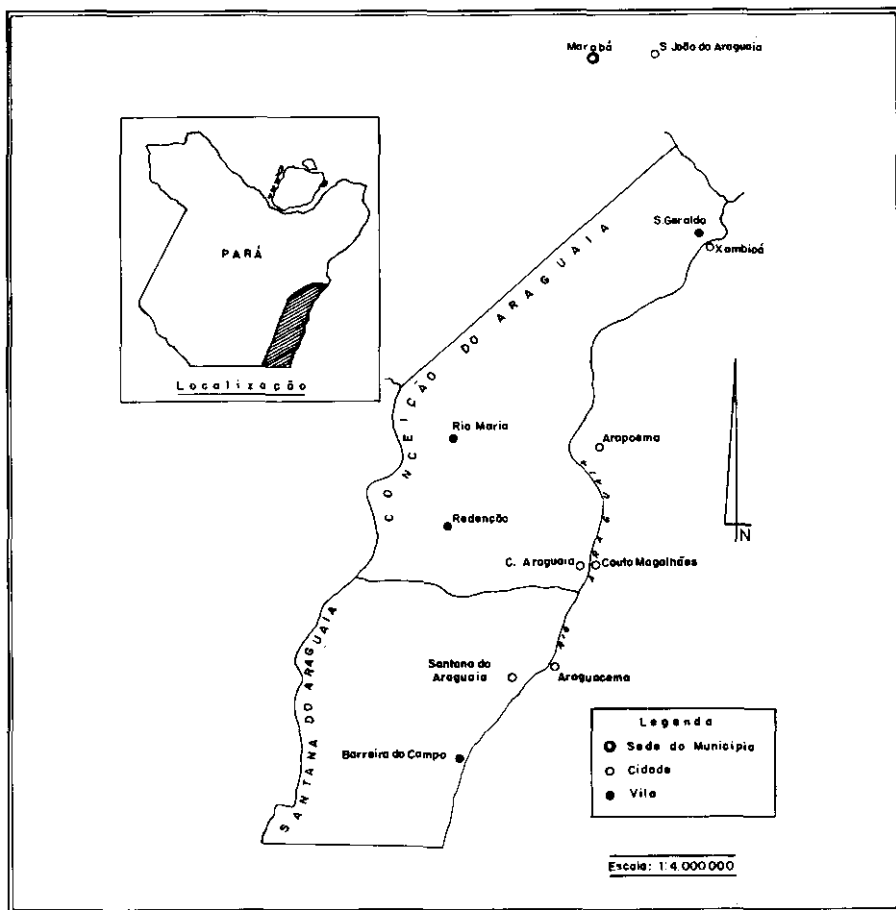 Marabá
S João do Araguaia
PARÁ
Localização
S. Geraldo
Xambioá
CONCEIÇÃO DO ARAGUAIA
Rio Maria
Arapoema
Redenção
C. Araguaia
Couto Magalhães
RIO ARAGUAIA
SANTANA DO ARAGUAIA
Santana do
Araguaia
Araguacema
Barreira do Campo
Legenda
Sede do Município
Cidade
Vila
Escala: 1:4.000.000
N